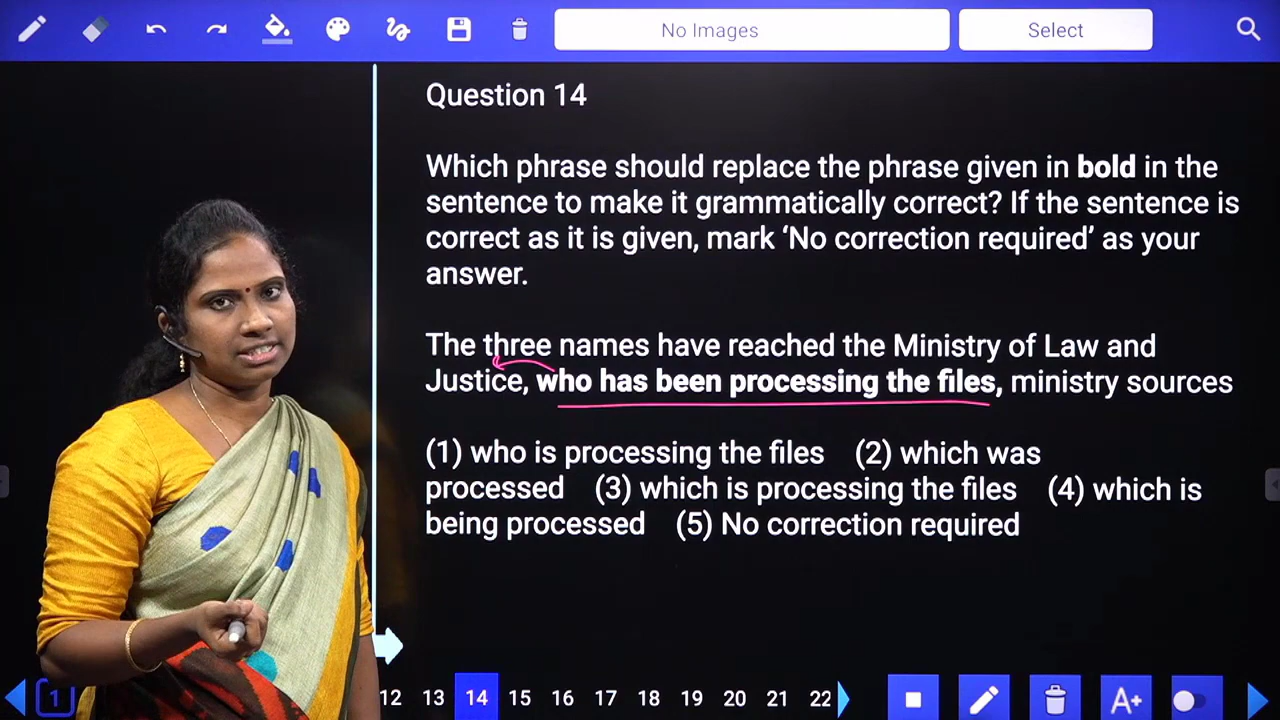 No Images
Select
Question 14
Which phrase should replace the phrase given in bold in the
sentence to make it grammatically correct? If the sentence is
correct as it is given, mark ‘No correction required’ as your
answer.
The three names have reached the Ministry of Law and
Justice, who has been processing the files, ministry sources
(1) who is processing the files (2) which was
processed (3) which is processing the files (4) which is
being processed (5) No correction required
1
12 13 14 15 16 17 18 19 20 21 22
A+